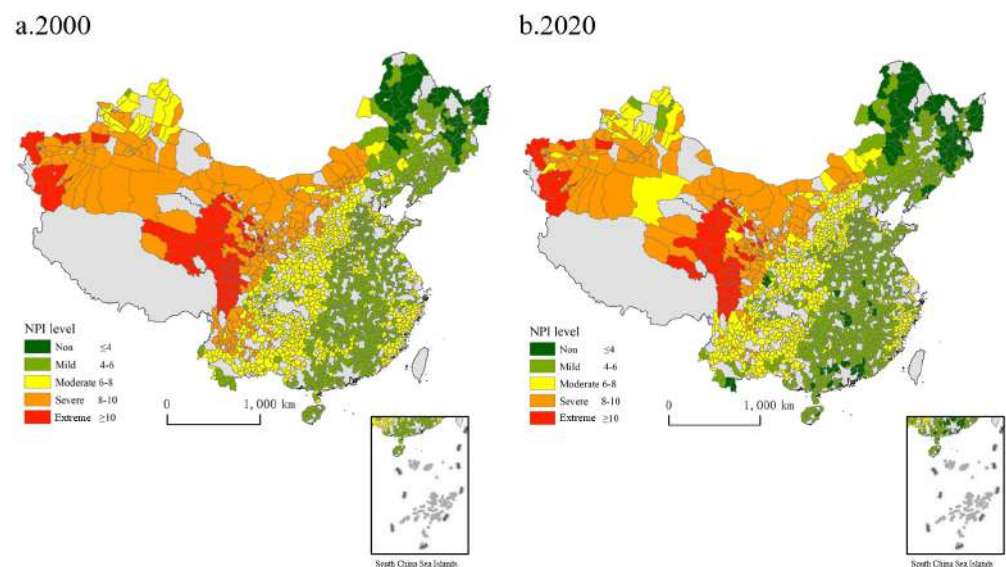 a.2000
b.2020
NPI level
Non ≤4
Mild 4-6
Moderate 6-8
Severe 8-10
Extreme ≥10
0 1,000 km
South China Sea Islands
NPI level
Non ≤4
Mild 4-6
Moderate 6-8
Severe 8-10
Extreme ≥10
0 1,000 km
South China Sea Islands